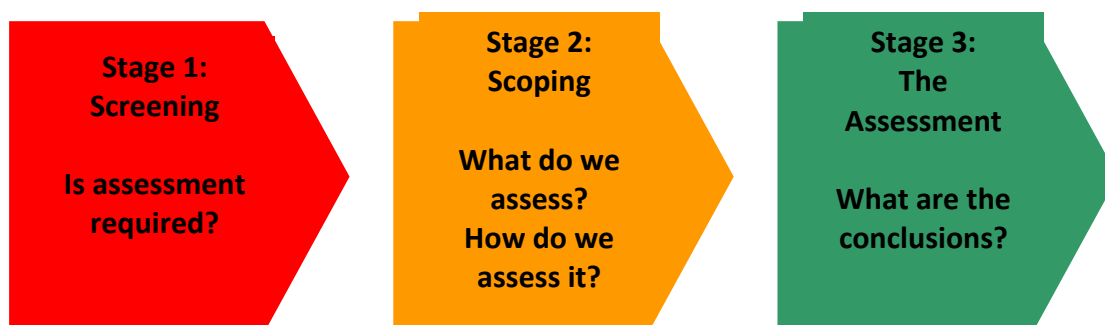 Stage 1:
Screening
Is assessment
required?
Stage 2:
Scoping
What do we
assess?
How do we
assess it?
Stage 3:
The
Assessment
What are the
conclusions?